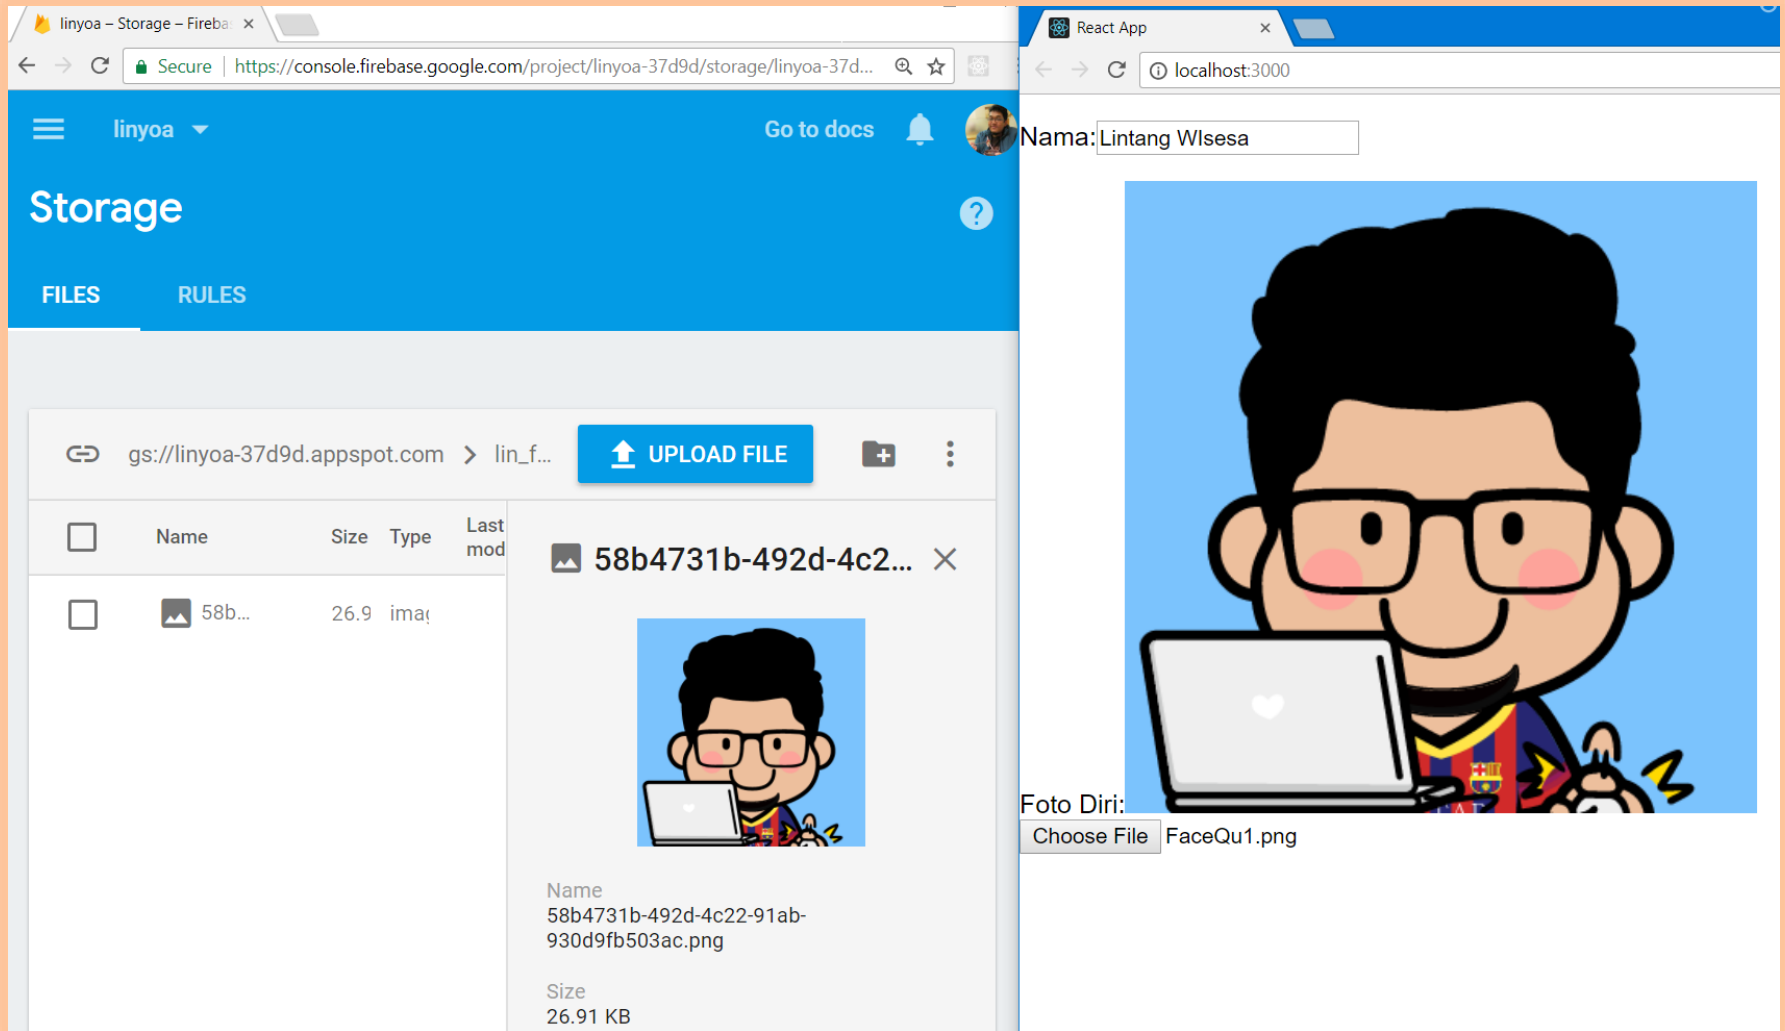 linyoa – Storage – Fireba
Secure
https://console.firebase.google.com/project/linyoa-37d9d/storage/linyoa-37d...
linyoa
Go to docs
Storage
FILES
RULES
gs://linyoa-37d9d.appspot.com
lin_f...
UPLOAD FILE
Name
Size
Type
Last
mod
58b...
26.9
imag
58b4731b-492d-4c2...
Name
58b4731b-492d-4c22-91ab-
930d9fb503ac.png
Size
26.91 KB
React App
localhost:3000
Nama:
Lintang WIsesa
Foto Diri:
Choose File
FaceQu1.png